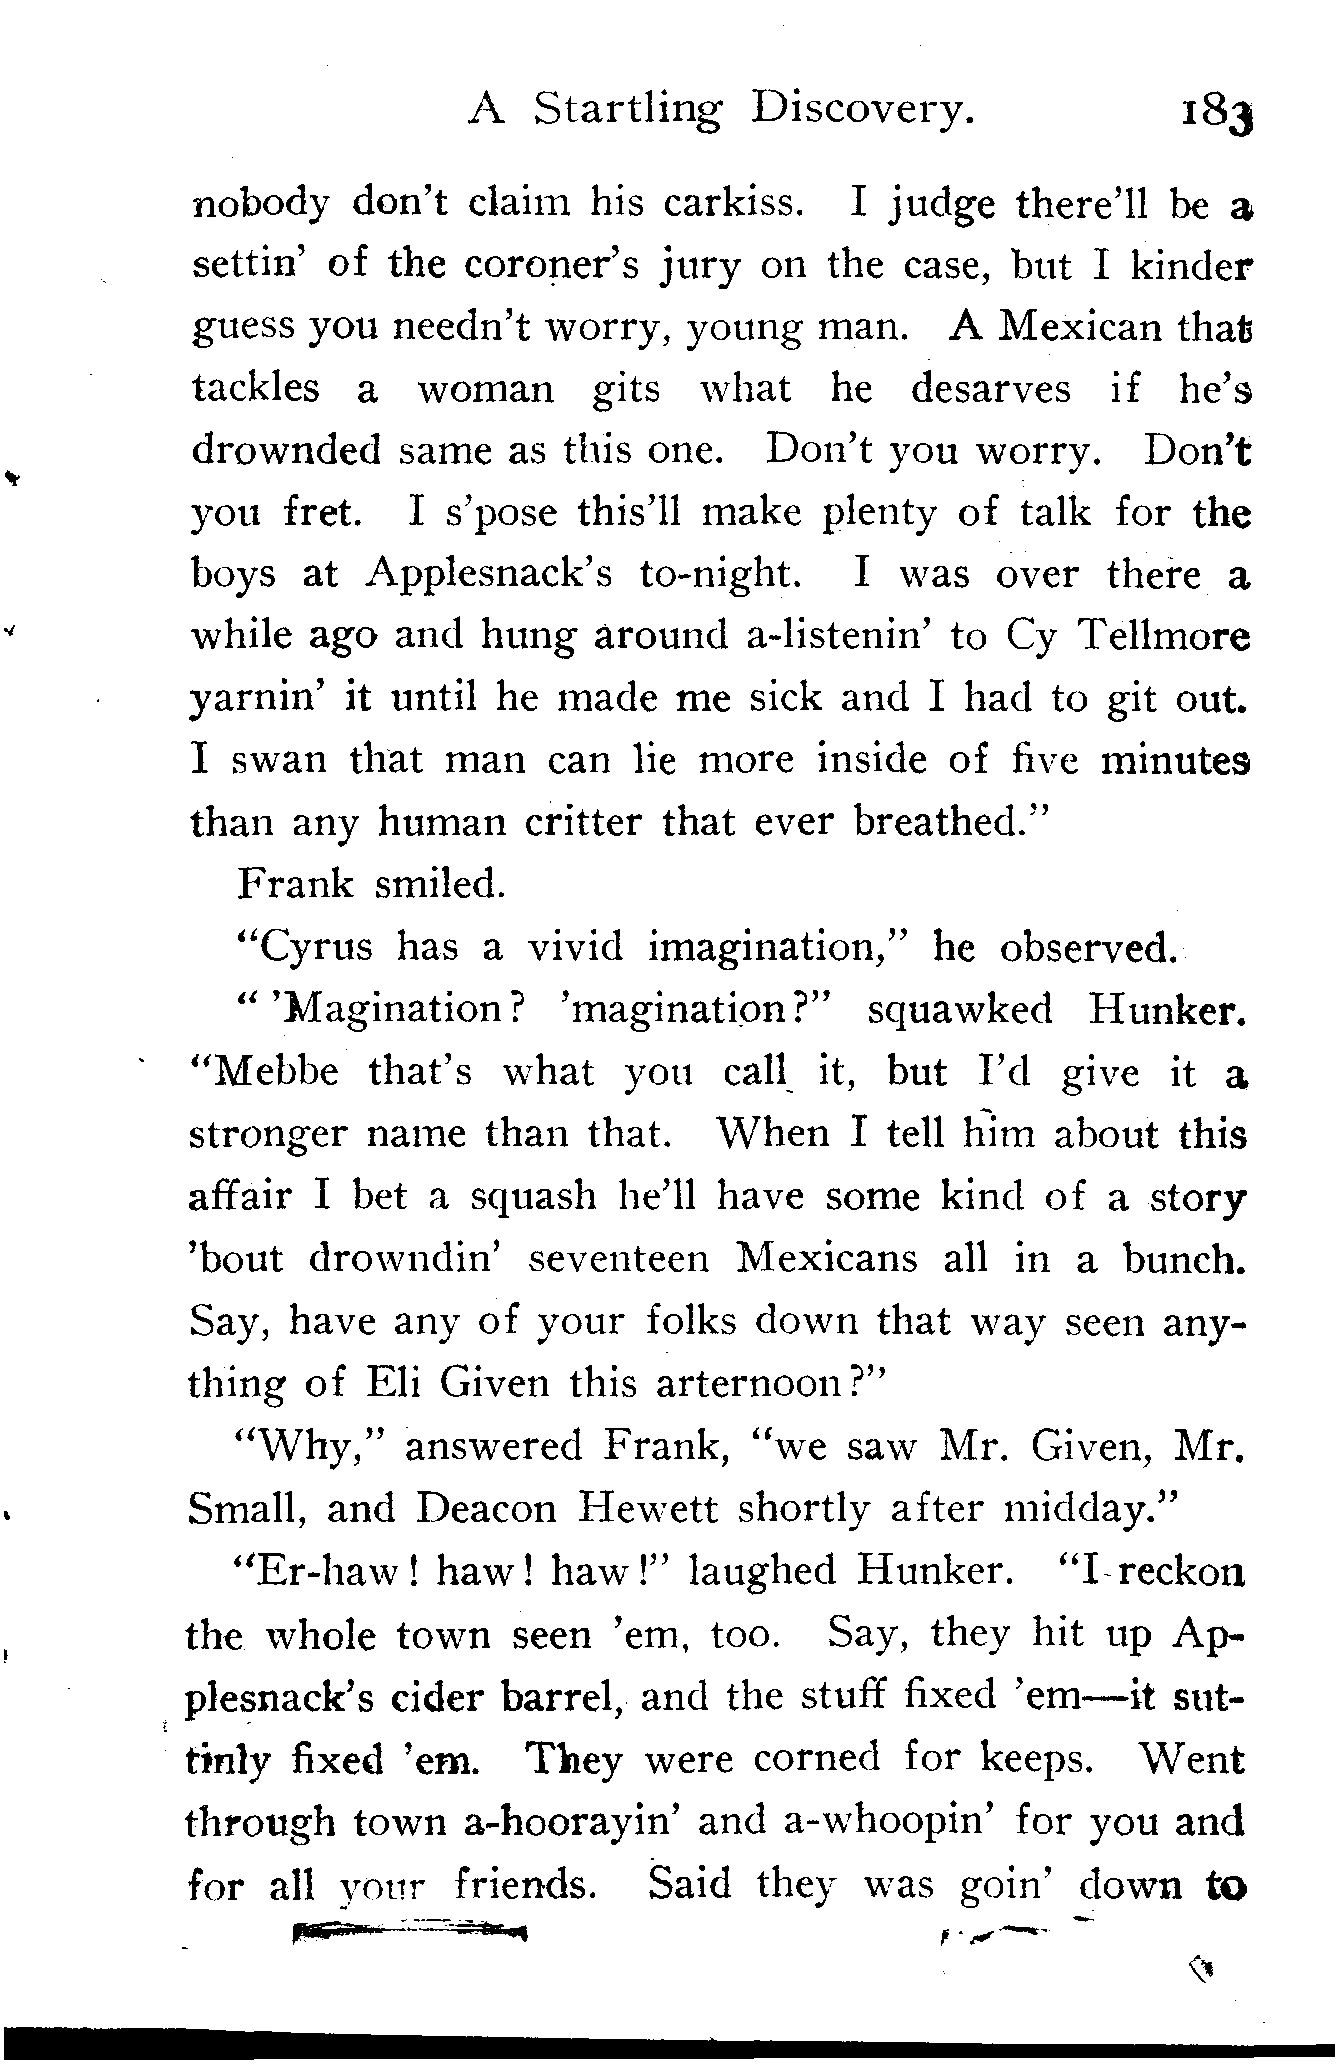 A Startling Discovery. 183
nobody don't claim his carkiss. I judge there'll be a
settin' of the coroner's jury on the case, but I kinder
guess you needn't worry, young man. A Mexican that
tackles a woman gits what he desarves if he's
drownded same as this one. Don't you worry. Don't
you fret. I s'pose this'll make plenty of talk for the
boys at Applesnack's to-night. I was over there a
while ago and hung around a-listenin' to Cy Tellmore
yarnin' it until he made me sick and I had to git out.
I swan that man can lie more inside of five minutes
than any human critter that ever breathed."
Frank smiled.
"Cyrus has a vivid imagination," he observed.
" 'Magination? 'magination?" squawked Hunker.
"Mebbe that's what you call it, but I'd give it a
stronger name than that. When I tell him about this
affair I bet a squash he'll have some kind of a story
'bout drowndin' seventeen Mexicans all in a bunch.
Say, have any of your folks down that way seen any-
thing of Eli Given this arternoon?"
"Why," answered Frank, "we saw Mr. Given, Mr.
Small, and Deacon Hewett shortly after midday."
"Er-haw! haw! haw!" laughed Hunker. "I reckon
the whole town seen 'em, too. Say, they hit up Ap-
plesnack's cider barrel, and the stuff fixed 'em—it sut-
tinly fixed 'em. They were corned for keeps. Went
through town a-hoorayin' and a-whoopin' for you and
for all your friends. Said they was goin' down to